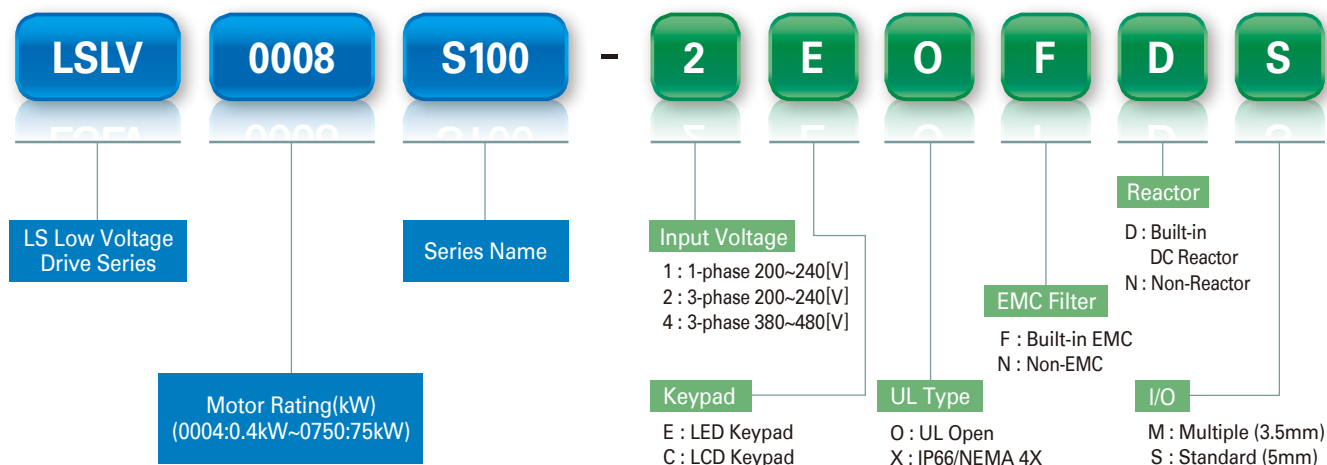 LSLV 0008 S100 - 2 E O F D S
LS Low Voltage
Drive Series
Motor Rating(kW)
(0004:0.4kW~0750:75kW)
Series Name
Input Voltage
1 : 1-phase 200~240[V]
2 : 3-phase 200~240[V]
4 : 3-phase 380~480[V]
Keypad
E : LED Keypad
C : LCD Keypad
UL Type
O : UL Open
X : IP66/NEMA 4X
EMC Filter
F : Built-in EMC
N : Non-EMC
Reactor
D : Built-in
DC Reactor
N : Non-Reactor
I/O
M : Multiple (3.5mm)
S : Standard (5mm)